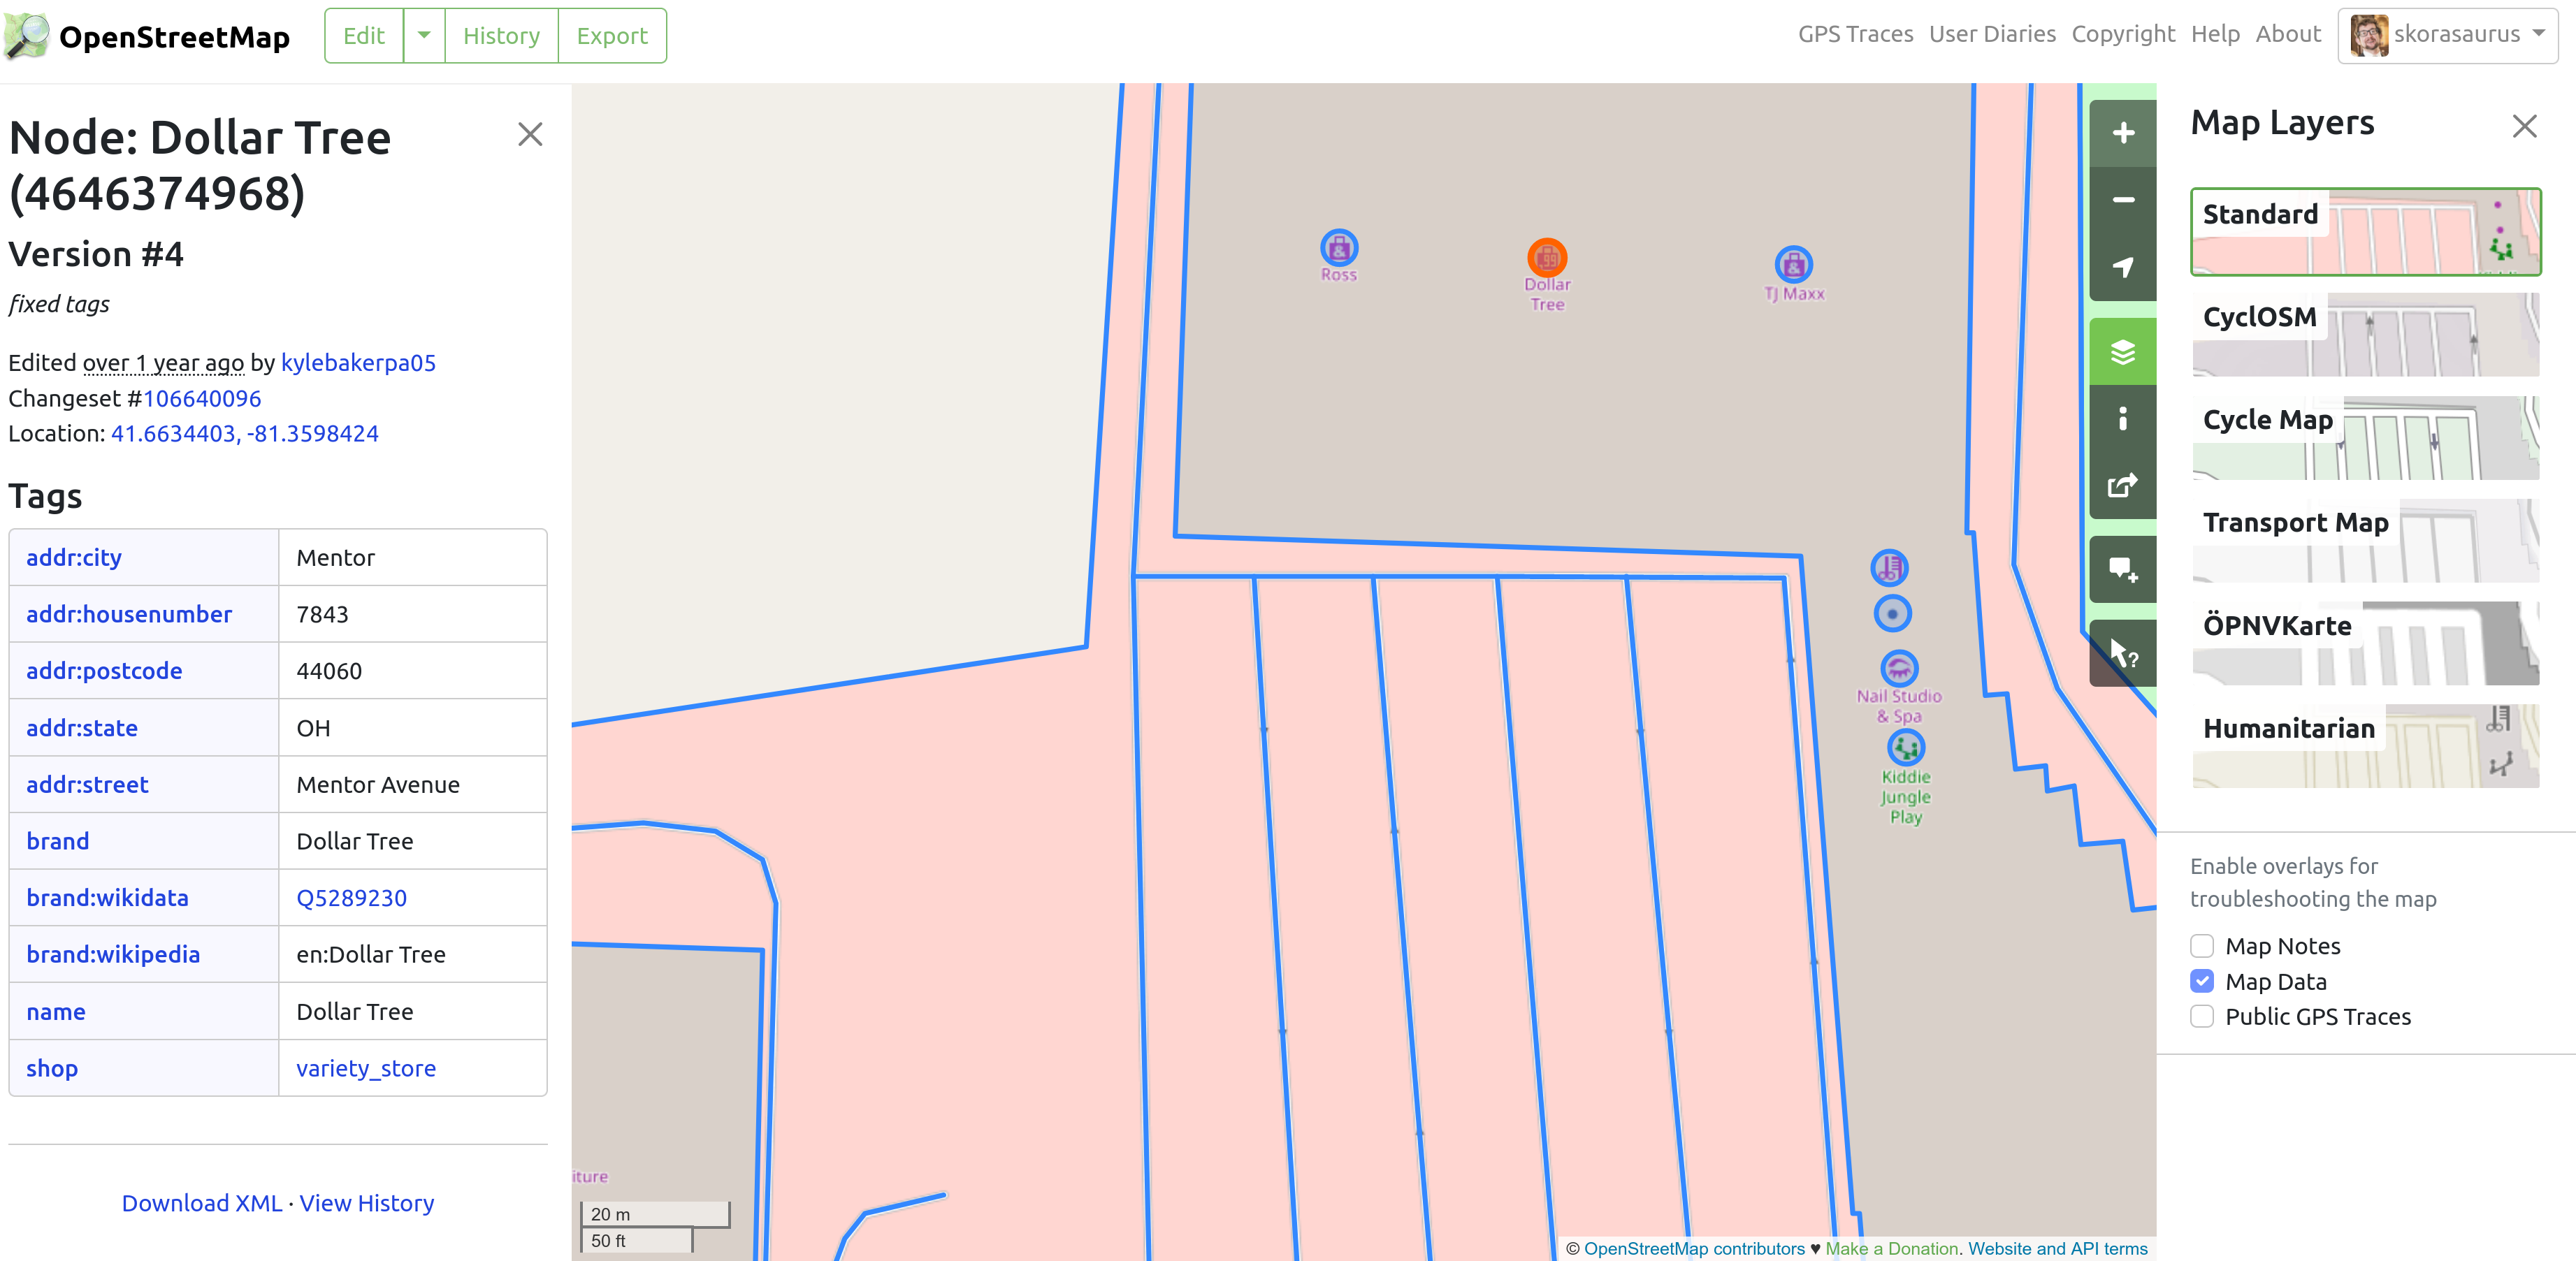 OpenStreetMap
Edit
History
Export
GPS Traces
User Diaries
Copyright
Help
About
skorasaurus
Node: Dollar Tree
(4646374968)
Version #4
fixed tags
Edited over 1 year ago by kylebakerpa05
Changeset #106640096
Location: 41.6634403, -81.3598424
Tags
addr:city Mentor
addr:housenumber 7843
addr:postcode 44060
addr:state OH
addr:street Mentor Avenue
brand Dollar Tree
brand:wikidata Q5289230
brand:wikipedia en:Dollar Tree
name Dollar Tree
shop variety_store
Download XML · View History
Ross
Dollar
Tree
TJ Maxx
Nail Studio
& Spa
Kiddie
Jungle
Play
iture
20 m
50 ft
© OpenStreetMap contributors ♥ Make a Donation. Website and API terms
Map Layers
Standard
CyclOSM
Cycle Map
Transport Map
ÖPNVKarte
Humanitarian
Enable overlays for
troubleshooting the map
Map Notes
Map Data
Public GPS Traces